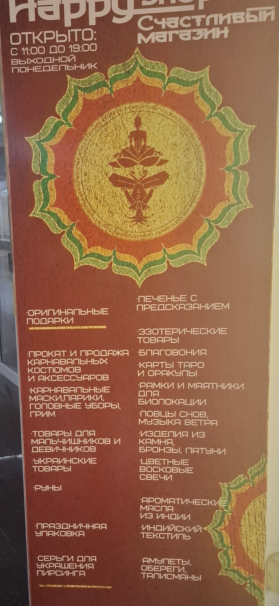 Happy Shop
Счастливый
магазин
ОТКРЫТО:
С 11:00 ДО 19:00
ВЫХОДНОЙ
ПОНЕДЕЛЬНИК
·ОРИГИНАЛЬНЫЕ
ПОДАРКИ
·ПРОКАТ И ПРОДАЖА
КАРНАВАЛЬНЫХ
КОСТЮМОВ
И АКСЕССУАРОВ
·КАРНАВАЛЬНЫЕ
МАСКИ,ПАРИКИ,
ГОЛОВНЫЕ УБОРЫ,
ГРИМ
·ТОВАРЫ ДЛЯ
МАЛЬЧИШНИКОВ И
ДЕВИЧНИКОВ
·УКРАИНСКИЕ
ТОВАРЫ
·РУНЫ
·ПРАЗДНИЧНАЯ
УПАКОВКА
·СЕРЬГИ ДЛЯ
УКРАШЕНИЯ
ПИРСИНГА
·ПЕЧЕНЬЕ С
ПРЕДСКАЗАНИЕМ
·ЭЗОТЕРИЧЕСКИЕ
ТОВАРЫ
·БЛАГОВОНИЯ
·КАРТЫ ТАРО
И ОРАКУЛЫ
·РАМКИ И МАЯТНИКИ
ДЛЯ
БИОЛОКАЦИИ
·ЛОВЦЫ СНОВ,
МУЗЫКА ВЕТРА
·ИЗДЕЛИЯ ИЗ
КАМНЯ,
БРОНЗЫ, ЛАТУНИ
·ЦВЕТНЫЕ
ВОСКОВЫЕ
СВЕЧИ
·АРОМАТИЧЕСКИЕ
МАСЛА
ИЗ ИНДИИ
·ИНДИЙСКИЙ
ТЕКСТИЛЬ
·АМУЛЕТЫ,
ОБЕРЕГИ,
ТАЛИСМАНЫ